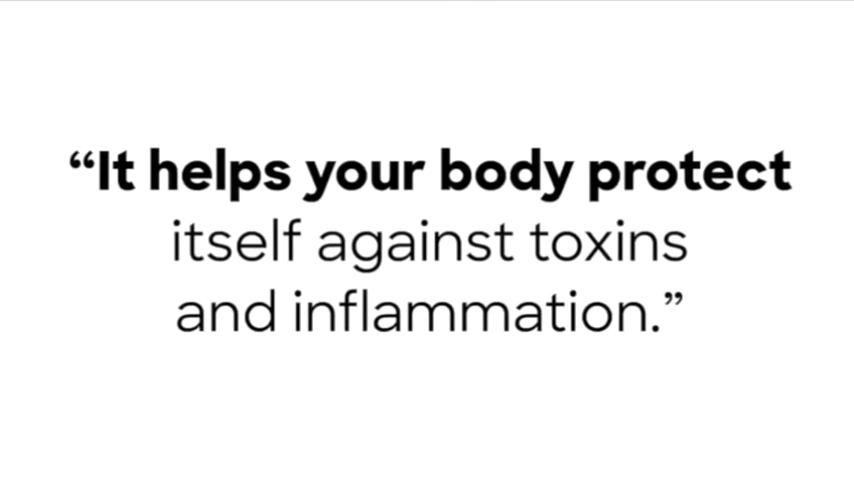 “It helps your body protect
itself against toxins
and inflammation.”